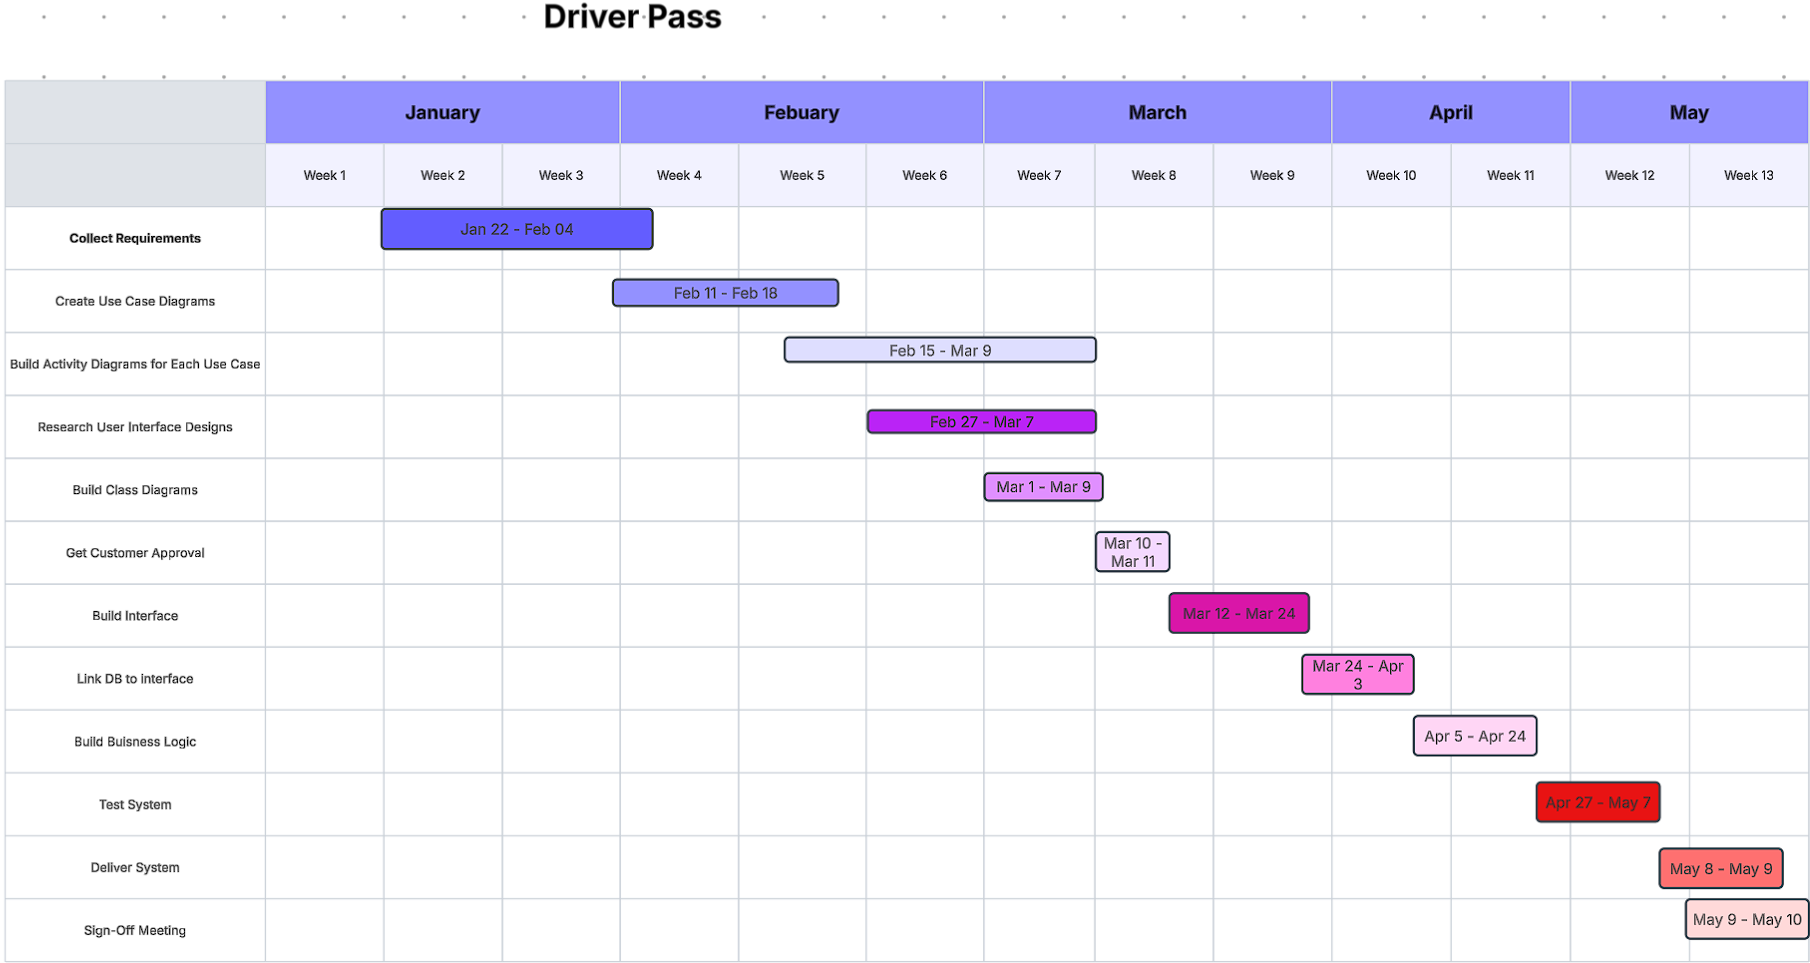 Driver Pass
January Febuary March April May
Week 1 Week 2 Week 3 Week 4 Week 5 Week 6 Week 7 Week 8 Week 9 Week 10 Week 11 Week 12 Week 13
Collect Requirements Jan 22 - Feb 04
Create Use Case Diagrams Feb 11 - Feb 18
Build Activity Diagrams for Each Use Case Feb 15 - Mar 9
Research User Interface Designs Feb 27 - Mar 7
Build Class Diagrams Mar 1 - Mar 9
Get Customer Approval Mar 10 -
Mar 11
Build Interface Mar 12 - Mar 24
Link DB to interface Mar 24 - Apr
3
Build Buisness Logic Apr 5 - Apr 24
Test System Apr 27 - May 7
Deliver System May 8 - May 9
Sign-Off Meeting May 9 - May 10